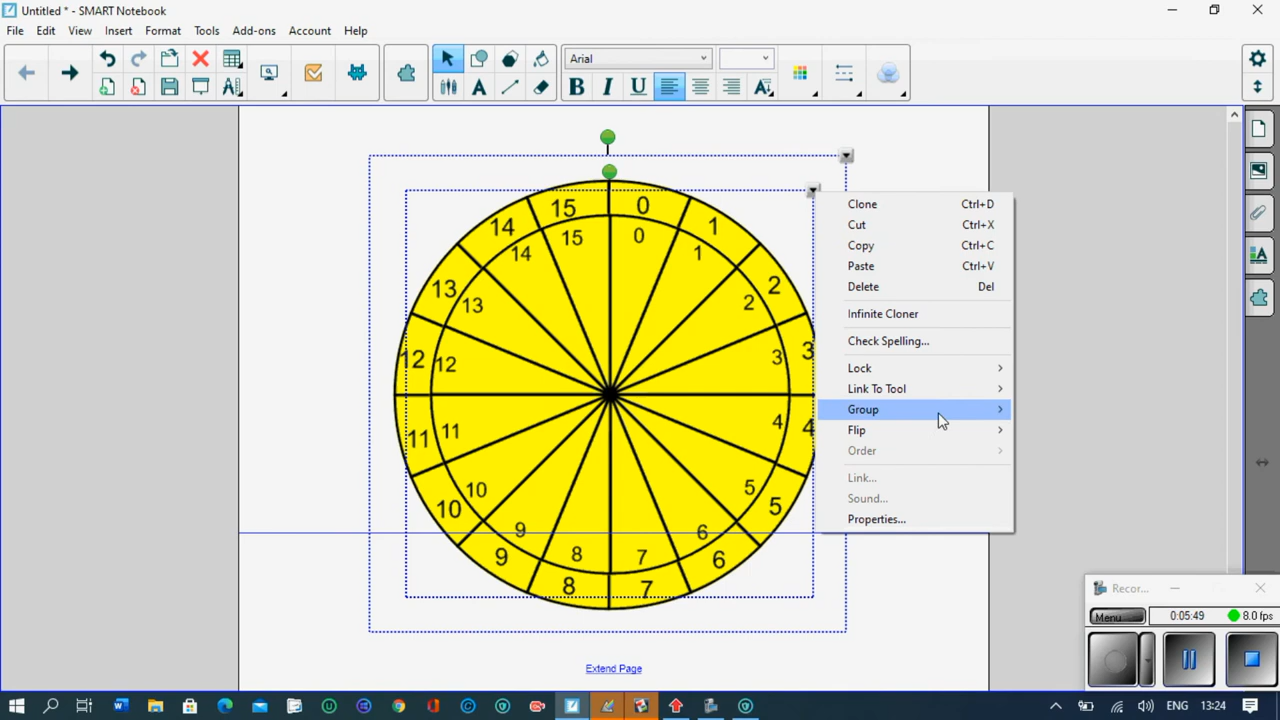 Untitled * - SMART Notebook
File Edit View Insert Format Tools Add-ons Account Help
Arial
B I U A
Clone Ctrl+D
Cut Ctrl+X
Copy Ctrl+C
Paste Ctrl+V
Delete Del
Infinite Cloner
Check Spelling...
Lock
Link To Tool
Group
Flip
Order
Link...
Sound...
Properties...
15 0
14 15 0 1
14 1
13 2
13 2
12 12 3 3
11 11 4 4
10 5
10 5
9 6
9 8 7 6
8 7
Extend Page
Recor...
Menu 0:05:49 8.0 fps
ENG 13:24